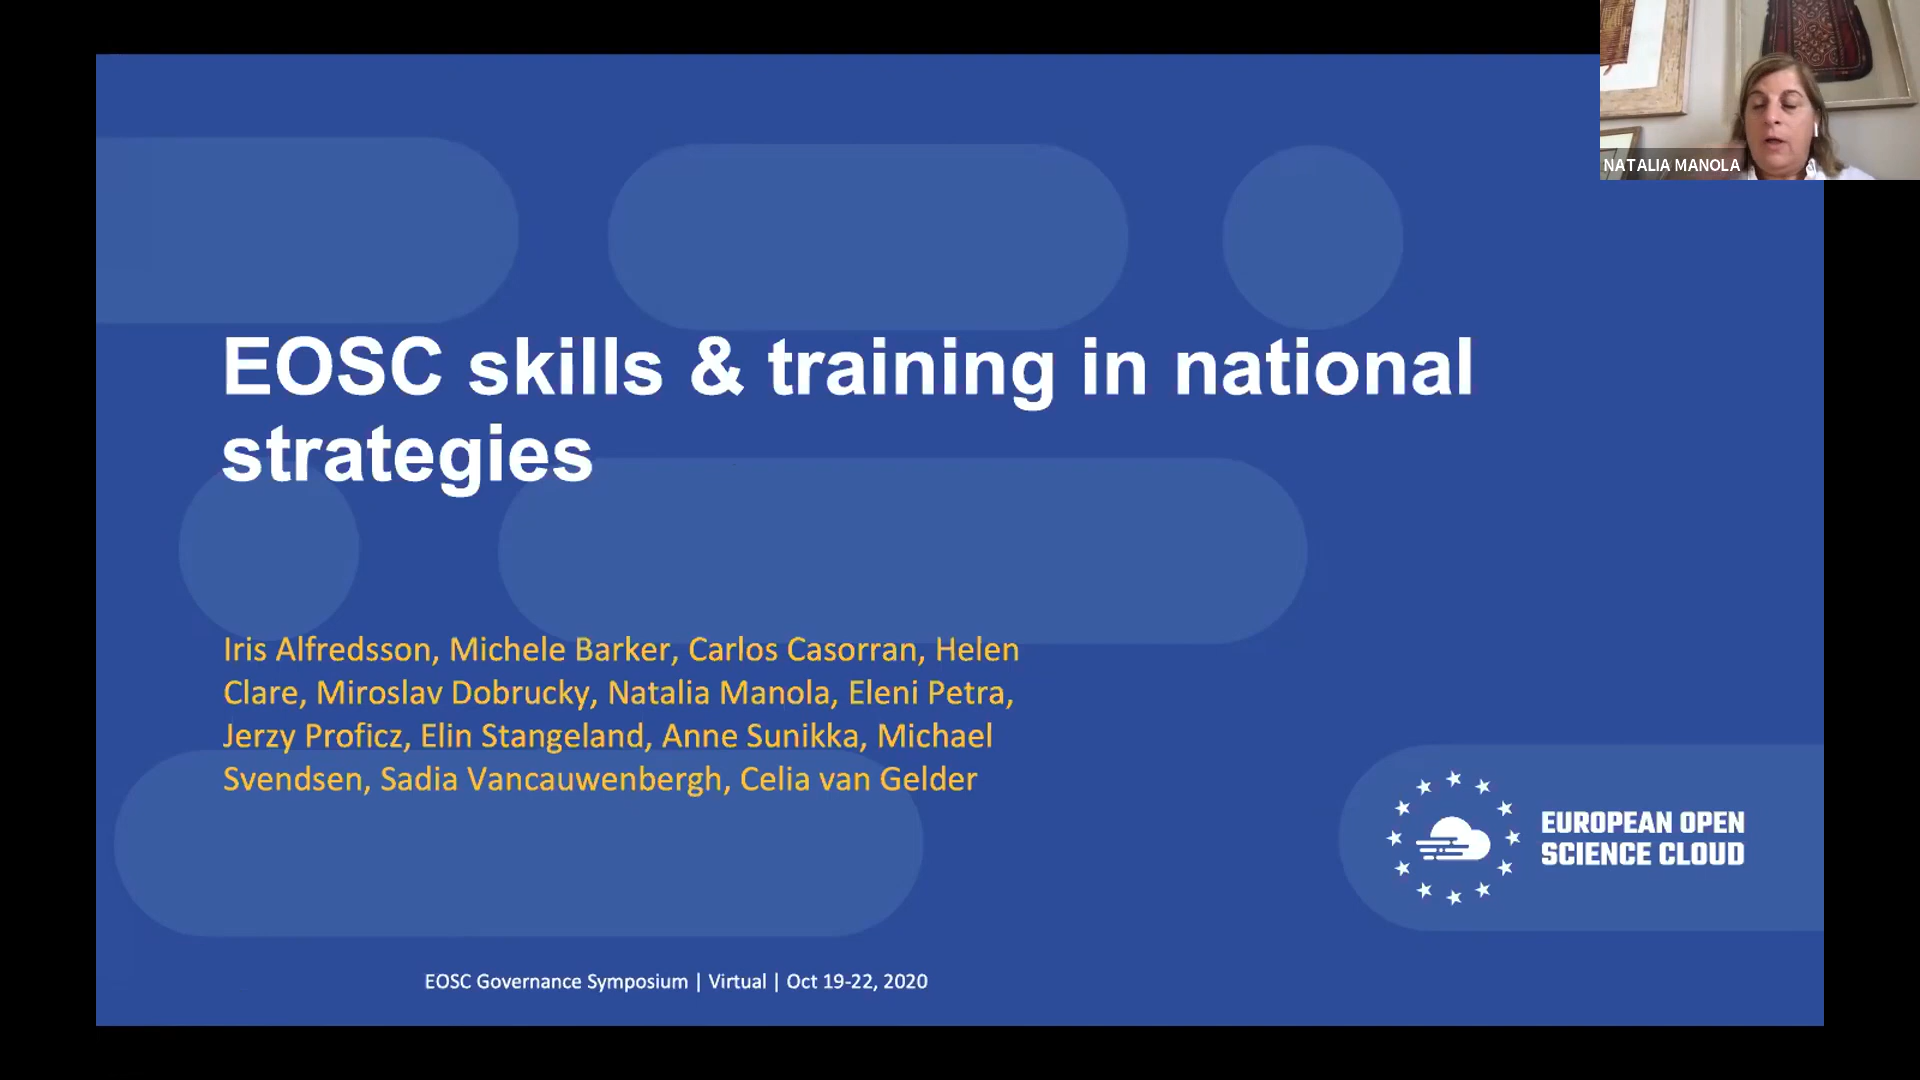 NATALIA MANOLA
EOSC skills & training in national
strategies
Iris Alfredsson, Michele Barker, Carlos Casorran, Helen
Clare, Miroslav Dobrucky, Natalia Manola, Eleni Petra,
Jerzy Proficz, Elin Stangeland, Anne Sunikka, Michael
Svendsen, Sadia Vancauwenbergh, Celia van Gelder
EUROPEAN OPEN
SCIENCE CLOUD
EOSC Governance Symposium | Virtual | Oct 19-22, 2020